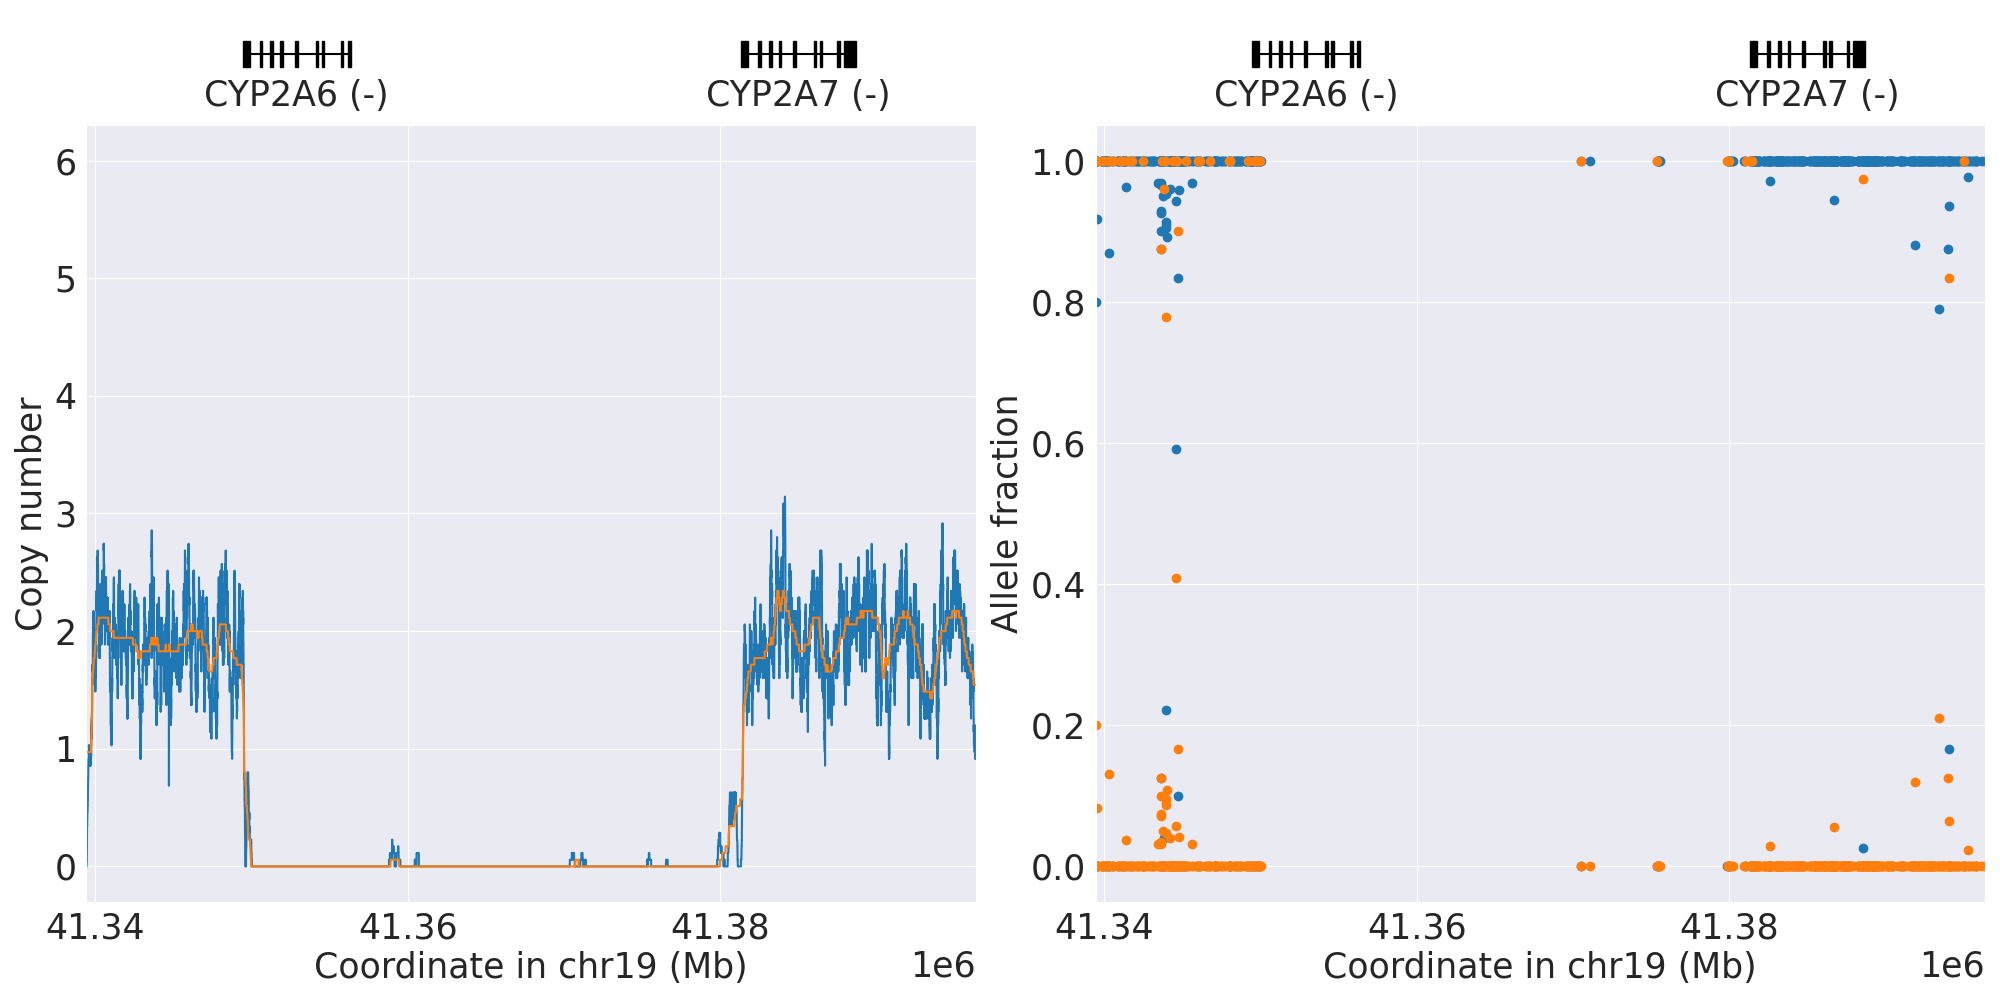 CYP2A6 (-)
CYP2A7 (-)
CYP2A6 (-)
CYP2A7 (-)
6
5
4
3
2
1
0
Copy number
41.34
41.36
41.38
Coordinate in chr19 (Mb)
1e6
1.0
0.8
0.6
0.4
0.2
0.0
Allele fraction
41.34
41.36
41.38
Coordinate in chr19 (Mb)
1e6